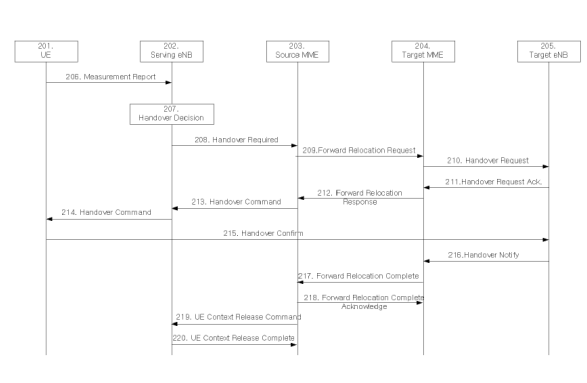 201.
UE
202.
Serving eNB
203.
Source MME
204.
Target MME
205.
Target eNB
206. Measurement Report
207.
Handover Decision
208. Handover Required
209.Forward Relocation Request
210. Handover Request
211.Handover Request Ack.
212. Forward Relocation
Response
213. Handover Command
214. Handover Command
215. Handover Confirm
216.Handover Notify
217. Forward Relocation Complete
218. Forward Relocation Complete
Acknowledge
219. UE Context Release Command
220. UE Context Release Complete